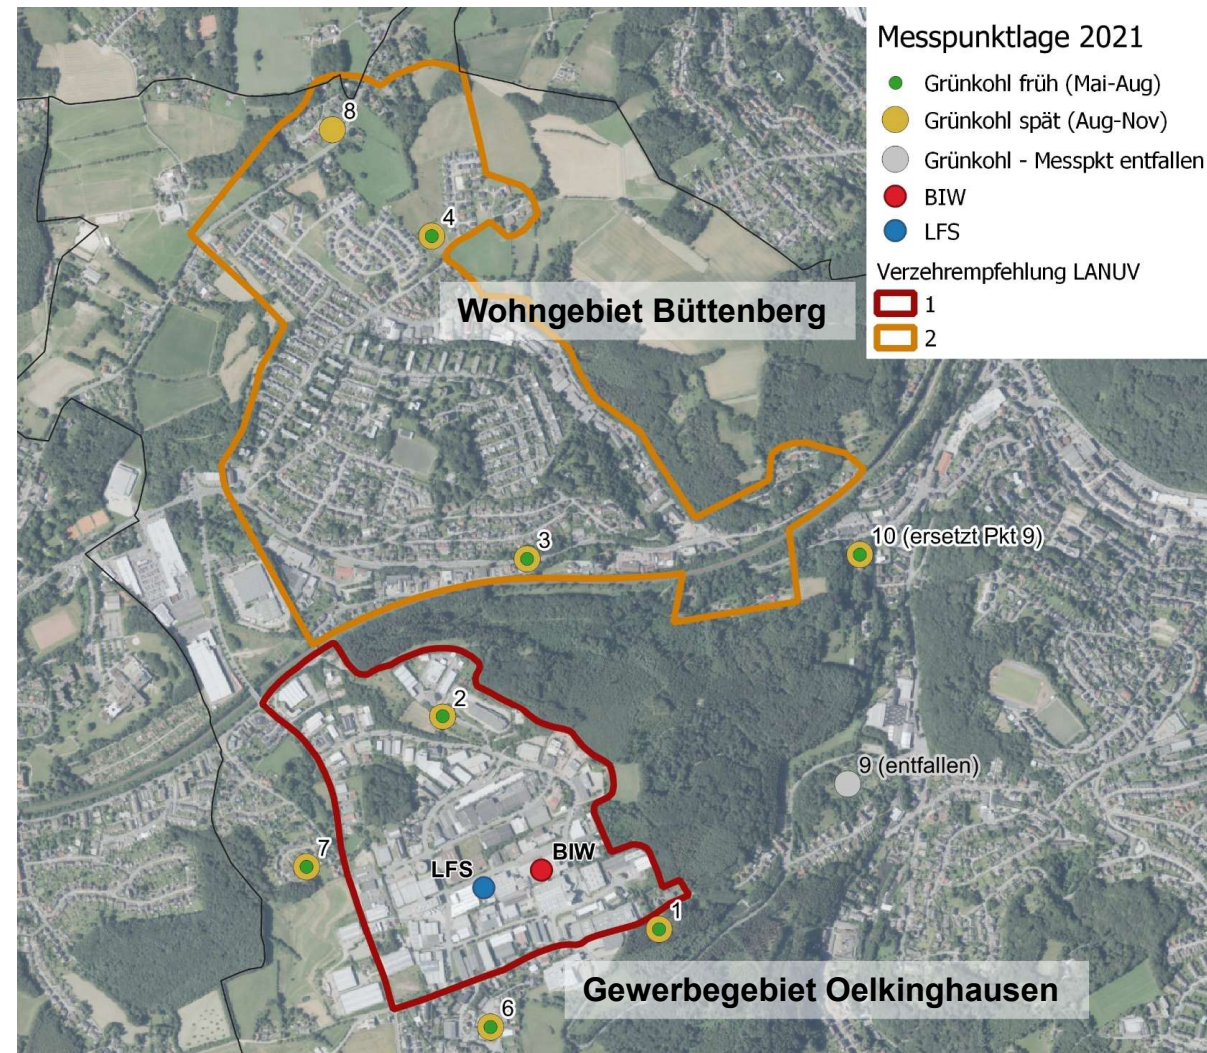 Messpunktlage 2021
Grünkohl früh (Mai-Aug)
Grünkohl spät (Aug-Nov)
Grünkohl - Messpkt entfallen
BIW
LFS
Verzehrempfehlung LANUV
1
2
8
4
Wohngebiet Büttenberg
3
10 (ersetzt Pkt 9)
2
9 (entfallen)
7
LFS
BIW
1
Gewerbegebiet Oelkinghausen
6